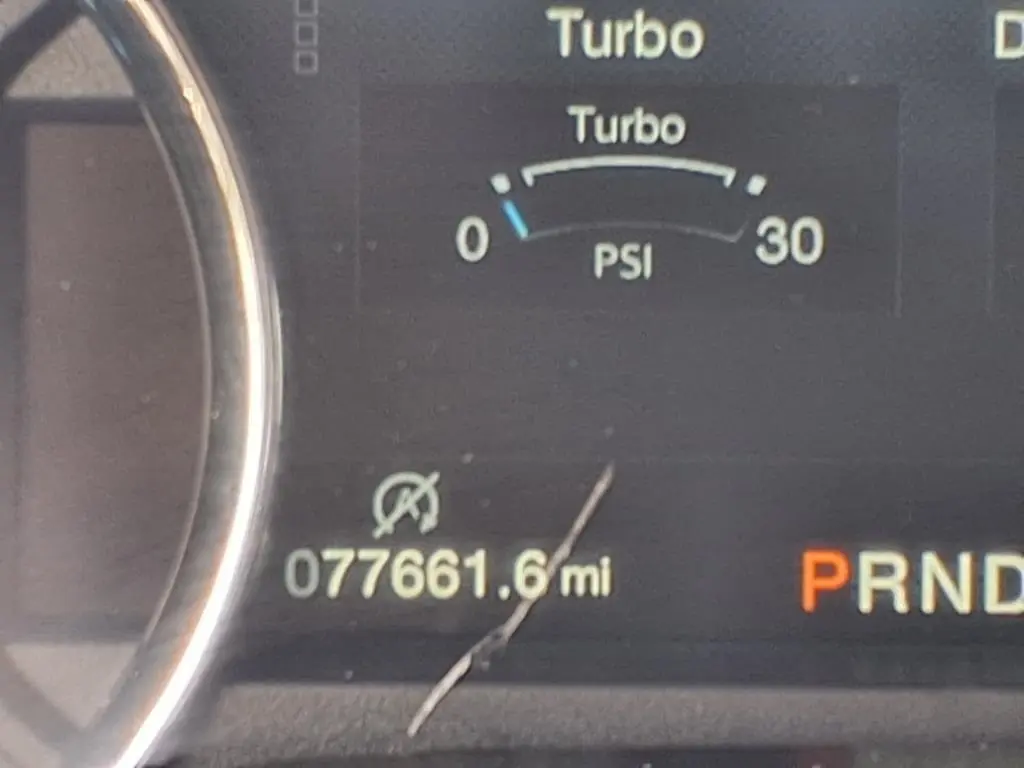 Turbo
D
Turbo
0 30
PSI
077661.6 mi
PRND